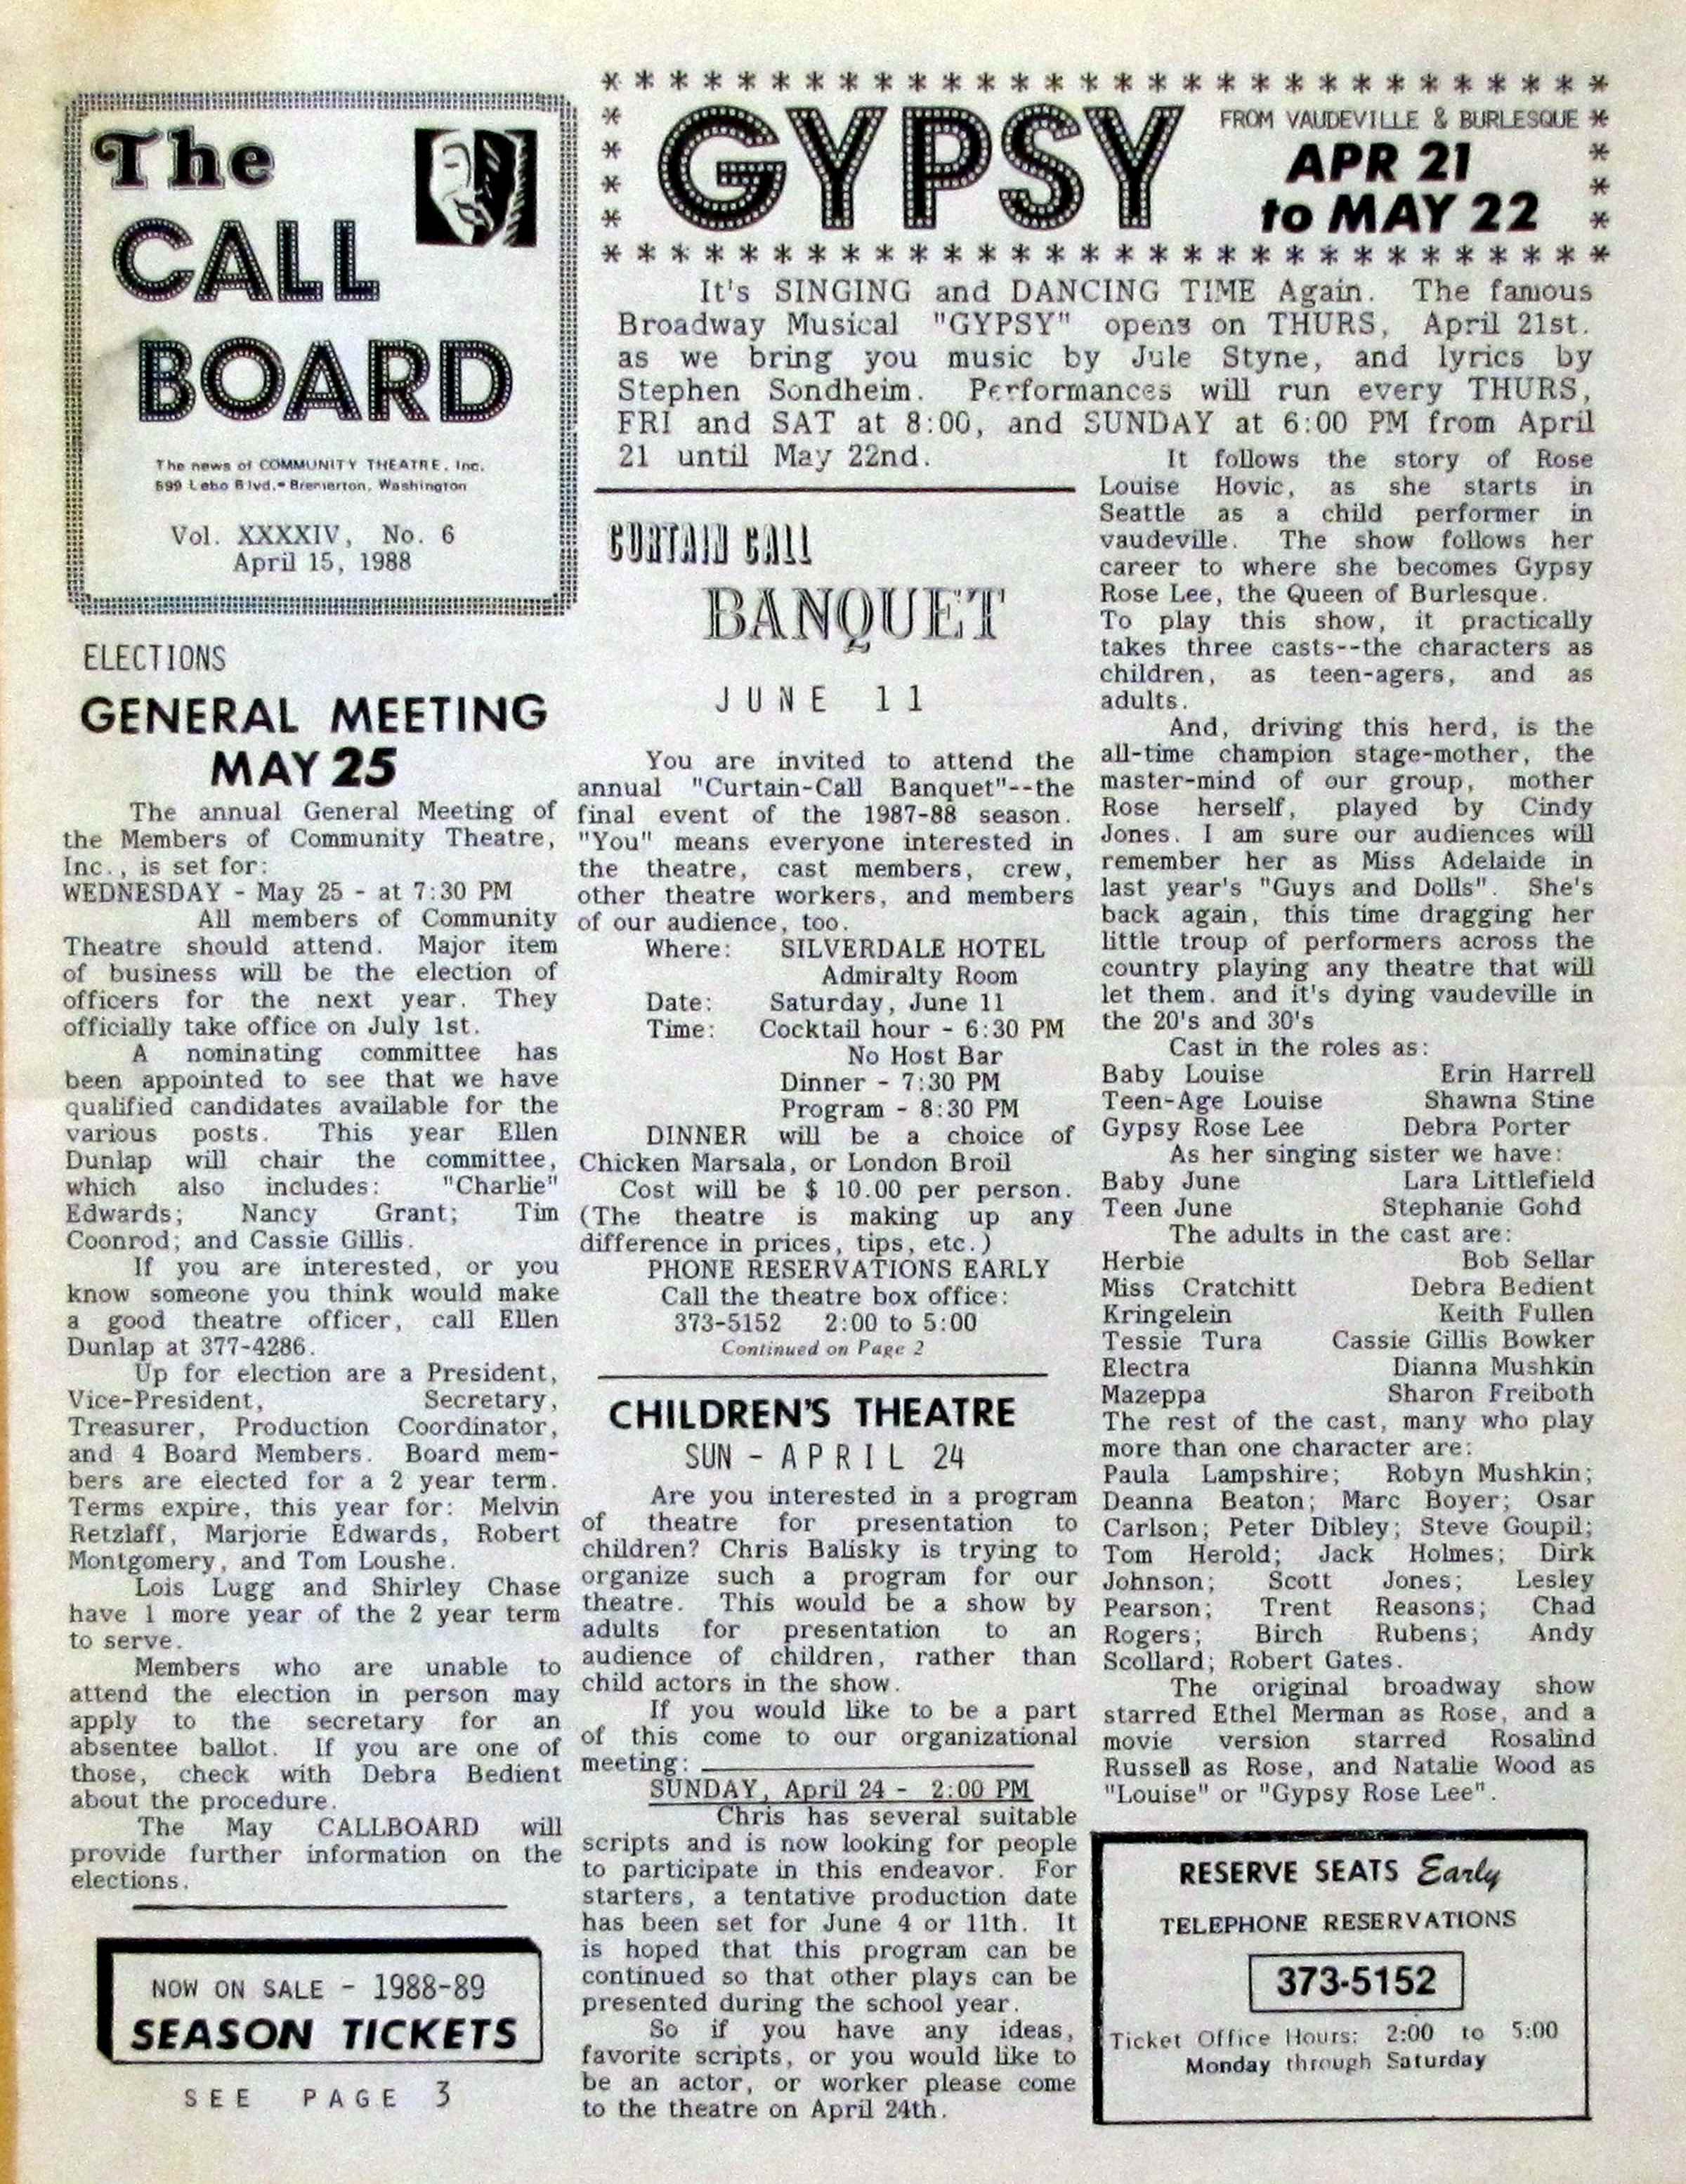 The
CALL
BOARD
The news of COMMUNITY THEATRE, Inc.
599 Lebo Blvd.- Bremerton, Washington
Vol. XXXXIV, No. 6
April 15, 1988
GYPSY
FROM VAUDEVILLE & BURLESQUE
APR 21
to MAY 22
It's SINGING and DANCING TIME Again. The famous
Broadway Musical "GYPSY" opens on THURS, April 21st.
as we bring you music by Jule Styne, and lyrics by
Stephen Sondheim. Performances will run every THURS,
FRI and SAT at 8:00, and SUNDAY at 6:00 PM from April
21 until May 22nd.
ELECTIONS
GENERAL MEETING
MAY 25
The annual General Meeting of
the Members of Community Theatre,
Inc., is set for:
WEDNESDAY - May 25 - at 7:30 PM
All members of Community
Theatre should attend. Major item
of business will be the election of
officers for the next year. They
officially take office on July 1st.
A nominating committee has
been appointed to see that we have
qualified candidates available for the
various posts. This year Ellen
Dunlap will chair the committee,
which also includes: "Charlie"
Edwards; Nancy Grant; Tim
Coonrod; and Cassie Gillis.
If you are interested, or you
know someone you think would make
a good theatre officer, call Ellen
Dunlap at 377-4286.
Up for election are a President,
Vice-President, Secretary,
Treasurer, Production Coordinator,
and 4 Board Members. Board mem-
bers are elected for a 2 year term.
Terms expire, this year for: Melvin
Retzlaff, Marjorie Edwards, Robert
Montgomery, and Tom Loushe.
Lois Lugg and Shirley Chase
have 1 more year of the 2 year term
to serve.
Members who are unable to
attend the election in person may
apply to the secretary for an
absentee ballot. If you are one of
those, check with Debra Bedient
about the procedure.
The May CALLBOARD will
provide further information on the
elections.
NOW ON SALE - 1988-89
SEASON TICKETS
SEE PAGE 3
CURTAIN CALL
BANQUET
JUNE 11
You are invited to attend the
annual "Curtain-Call Banquet"--the
final event of the 1987-88 season.
"You" means everyone interested in
the theatre, cast members, crew,
other theatre workers, and members
of our audience, too.
Where: SILVERDALE HOTEL
Admiralty Room
Date: Saturday, June 11
Time: Cocktail hour - 6:30 PM
No Host Bar
Dinner - 7:30 PM
Program - 8:30 PM
DINNER will be a choice of
Chicken Marsala, or London Broil
Cost will be $ 10.00 per person.
(The theatre is making up any
difference in prices, tips, etc.)
PHONE RESERVATIONS EARLY
Call the theatre box office:
373-5152 2:00 to 5:00
Continued on Page 2
CHILDREN'S THEATRE
SUN - APRIL 24
Are you interested in a program
of theatre for presentation to
children? Chris Balisky is trying to
organize such a program for our
theatre. This would be a show by
adults for presentation to an
audience of children, rather than
child actors in the show.
If you would like to be a part
of this come to our organizational
meeting:
SUNDAY, April 24 - 2:00 PM
Chris has several suitable
scripts and is now looking for people
to participate in this endeavor. For
starters, a tentative production date
has been set for June 4 or 11th. It
is hoped that this program can be
continued so that other plays can be
presented during the school year.
So if you have any ideas,
favorite scripts, or you would like to
be an actor, or worker please come
to the theatre on April 24th.
It follows the story of Rose
Louise Hovic, as she starts in
Seattle as a child performer in
vaudeville. The show follows her
career to where she becomes Gypsy
Rose Lee, the Queen of Burlesque.
To play this show, it practically
takes three casts--the characters as
children, as teen-agers, and as
adults.
And, driving this herd, is the
all-time champion stage-mother, the
master-mind of our group, mother
Rose herself, played by Cindy
Jones. I am sure our audiences will
remember her as Miss Adelaide in
last year's "Guys and Dolls". She's
back again, this time dragging her
little troup of performers across the
country playing any theatre that will
let them. and it's dying vaudeville in
the 20's and 30's
Cast in the roles as:
Baby Louise Erin Harrell
Teen-Age Louise Shawna Stine
Gypsy Rose Lee Debra Porter
As her singing sister we have:
Baby June Lara Littlefield
Teen June Stephanie Gohd
The adults in the cast are:
Herbie Bob Sellar
Miss Cratchitt Debra Bedient
Kringelein Keith Fullen
Tessie Tura Cassie Gillis Bowker
Electra Dianna Mushkin
Mazeppa Sharon Freiboth
The rest of the cast, many who play
more than one character are:
Paula Lampshire; Robyn Mushkin;
Deanna Beaton; Marc Boyer; Osar
Carlson; Peter Dibley; Steve Goupil;
Tom Herold; Jack Holmes; Dirk
Johnson; Scott Jones; Lesley
Pearson; Trent Reasons; Chad
Rogers; Birch Rubens; Andy
Scollard; Robert Gates.
The original broadway show
starred Ethel Merman as Rose, and a
movie version starred Rosalind
Russell as Rose, and Natalie Wood as
"Louise" or "Gypsy Rose Lee".
RESERVE SEATS Early
TELEPHONE RESERVATIONS
373-5152
Ticket Office Hours: 2:00 to 5:00
Monday through Saturday